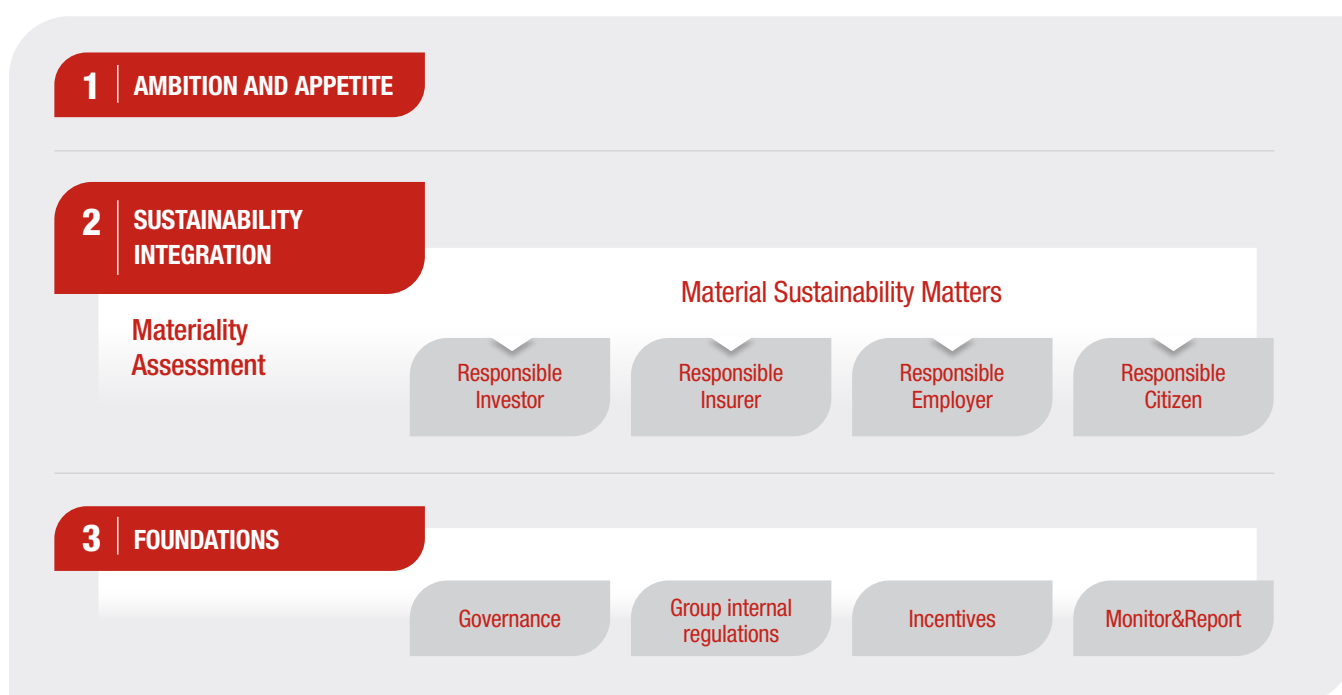 1 AMBITION AND APPETITE
2 SUSTAINABILITY
INTEGRATION
Material Sustainability Matters
Materiality
Assessment
Responsible
Investor
Responsible
Insurer
Responsible
Employer
Responsible
Citizen
3 FOUNDATIONS
Governance
Group internal
regulations
Incentives
Monitor&Report